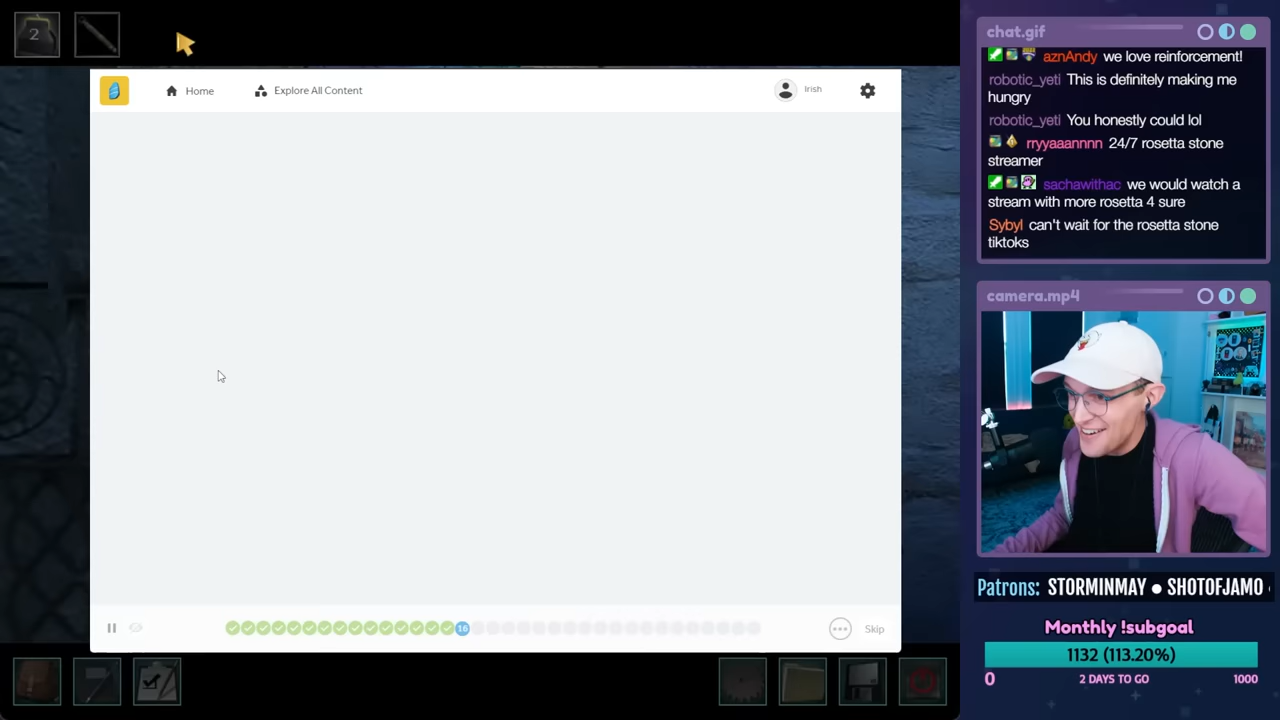 2
Home
Explore All Content
Irish
16
Skip
chat.gif
aznAndy we love reinforcement!
robotic_yeti This is definitely making me
hungry
robotic_yeti You honestly could lol
rryyaaannnn 24/7 rosetta stone
streamer
sachawithac we would watch a
stream with more rosetta 4 sure
Sybyl can't wait for the rosetta stone
tiktoks
camera.mp4
Patrons: STORMINMAY ● SHOTOFJAMO
Monthly !subgoal
1132 (113.20%)
0 2 DAYS TO GO 1000